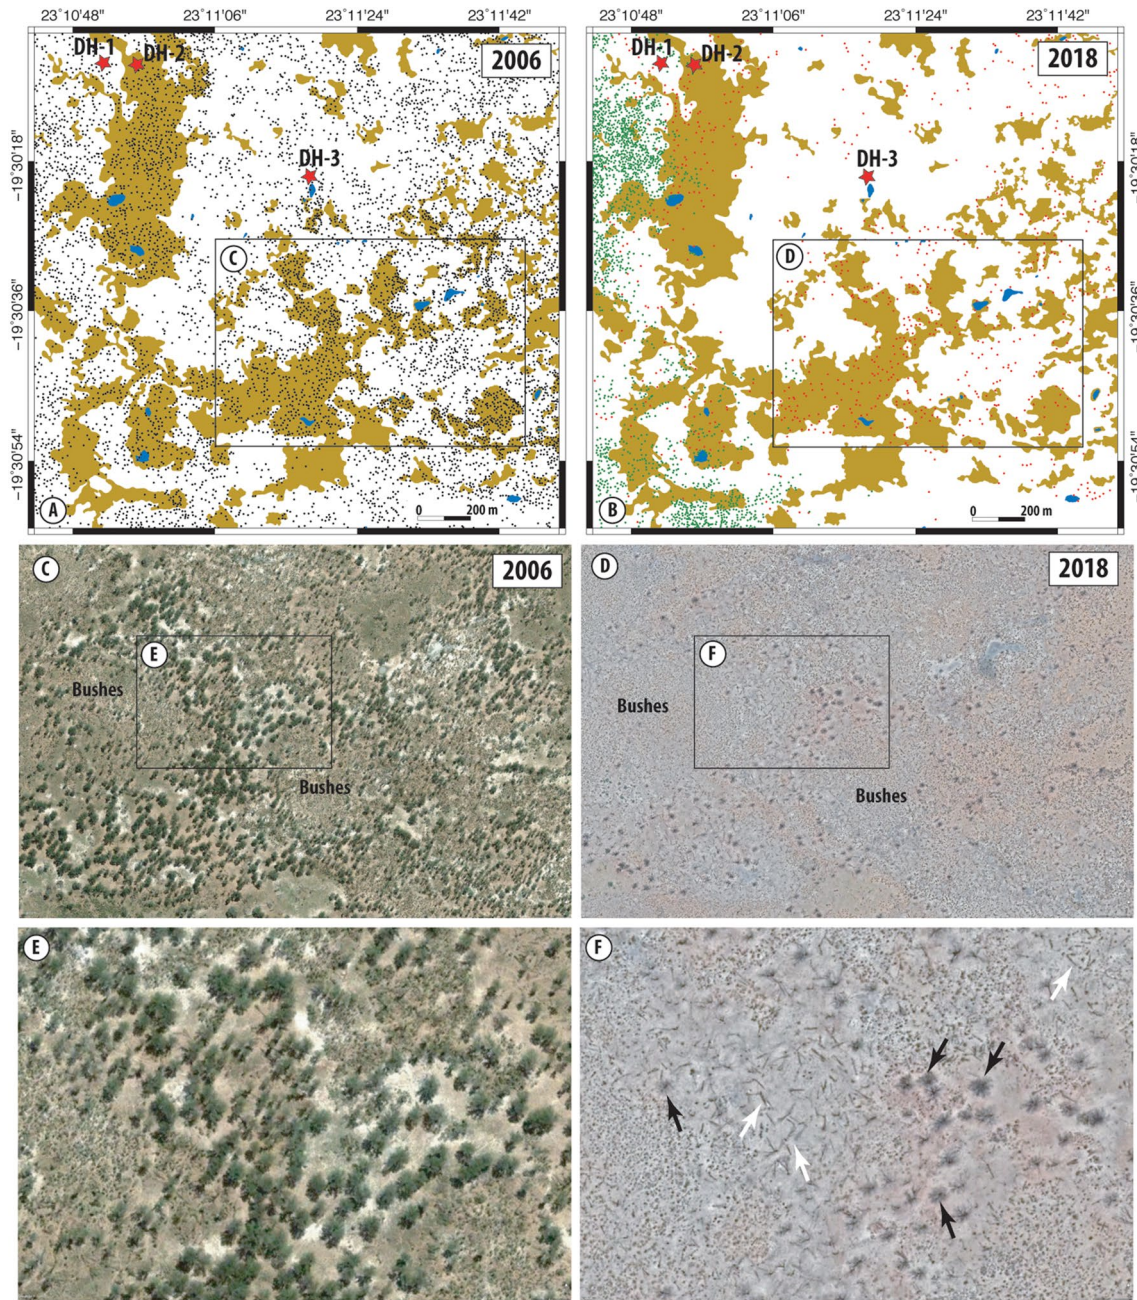 23°10'48" 23°11'06" 23°11'24" 23°11'42"
23°10'48" 23°11'06" 23°11'24" 23°11'42"
DH-1
DH-2
2006
DH-1
DH-2
2018
−19°30'18"
DH-3
DH-3
−19°30'18"
C
D
−19°30'36"
−19°30'36"
−19°30'54"
−19°30'54"
A
0 200 m
B
0 200 m
C
2006
D
2018
E
Bushes
Bushes
F
Bushes
Bushes
E
F